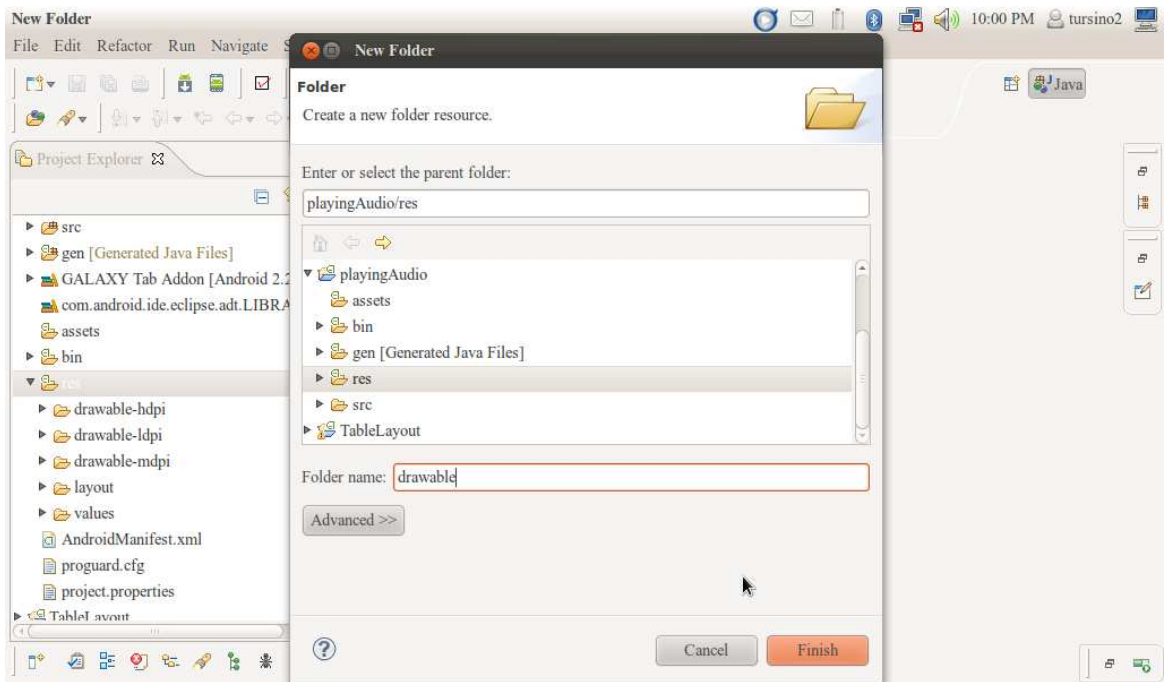 New Folder
10:00 PM tursino2
File Edit Refactor Run Navigate
New Folder
Folder
Create a new folder resource.
Java
Project Explorer
Enter or select the parent folder:
playingAudio/res
src
gen [Generated Java Files]
GALAXY Tab Addon [Android 2.2
com.android.ide.eclipse.adt.LIBRA
assets
bin
res
drawable-hdpi
drawable-ldpi
drawable-mdpi
layout
values
AndroidManifest.xml
proguard.cfg
project.properties
TableLayout
playingAudio
assets
bin
gen [Generated Java Files]
res
src
TableLayout
Folder name: drawable
Advanced >>
Cancel
Finish